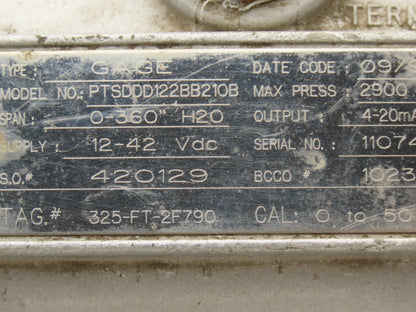 TERM
TYPE: GAGE DATE CODE: 09/
MODEL NO: PTSDDD122BB210B MAX PRESS: 2900
SPAN: 0-360" H2O OUTPUT: 4-20mA
SUPPLY: 12-42 Vdc SERIAL NO.: 11074
S.O.# 420129 BCCO # 1023
TAG.# 325-FT-2F790 CAL: 0 to 50